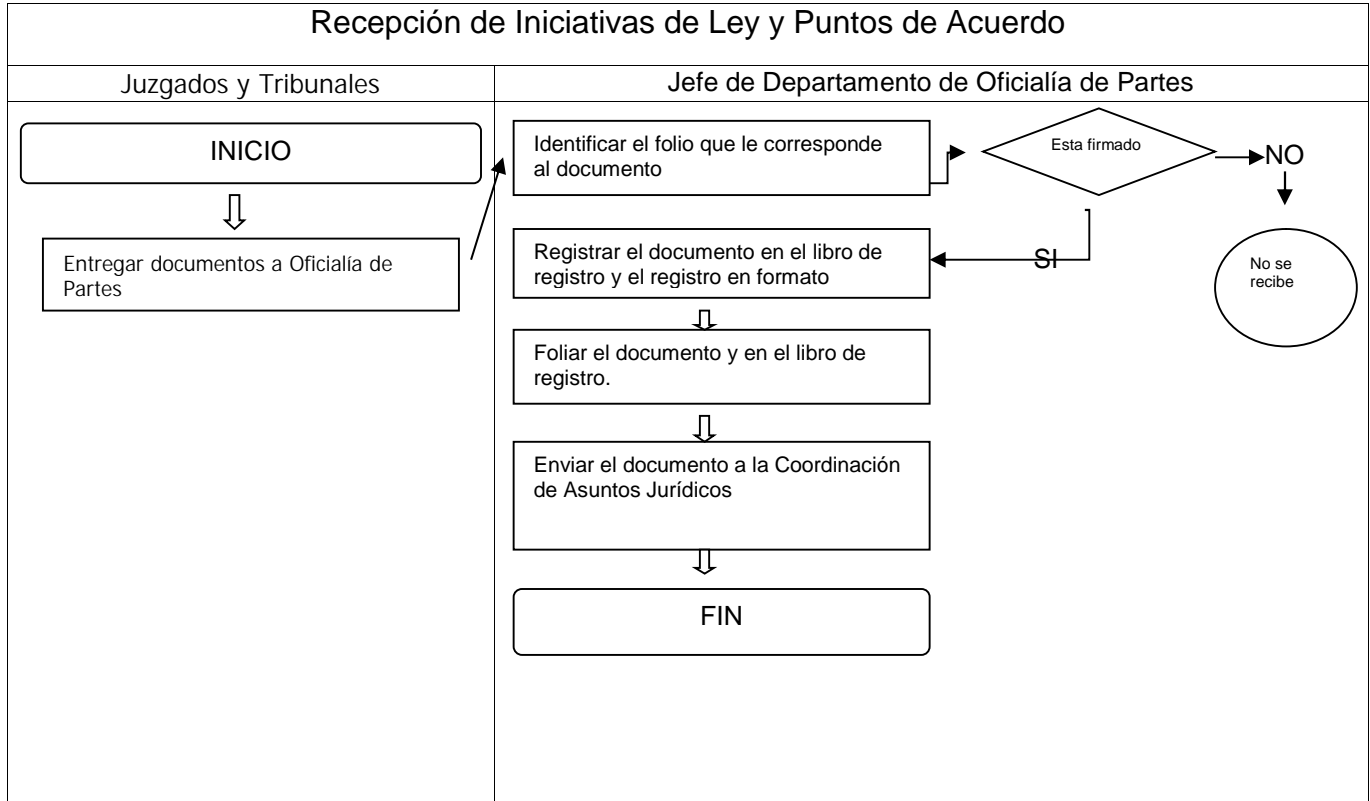 Recepción de Iniciativas de Ley y Puntos de Acuerdo
Juzgados y Tribunales
Jefe de Departamento de Oficialía de Partes
INICIO
Entregar documentos a Oficialía de
Partes
Identificar el folio que le corresponde
al documento
Esta firmado
NO
No se
recibe
SI
Registrar el documento en el libro de
registro y el registro en formato
Foliar el documento y en el libro de
registro.
Enviar el documento a la Coordinación
de Asuntos Jurídicos
FIN